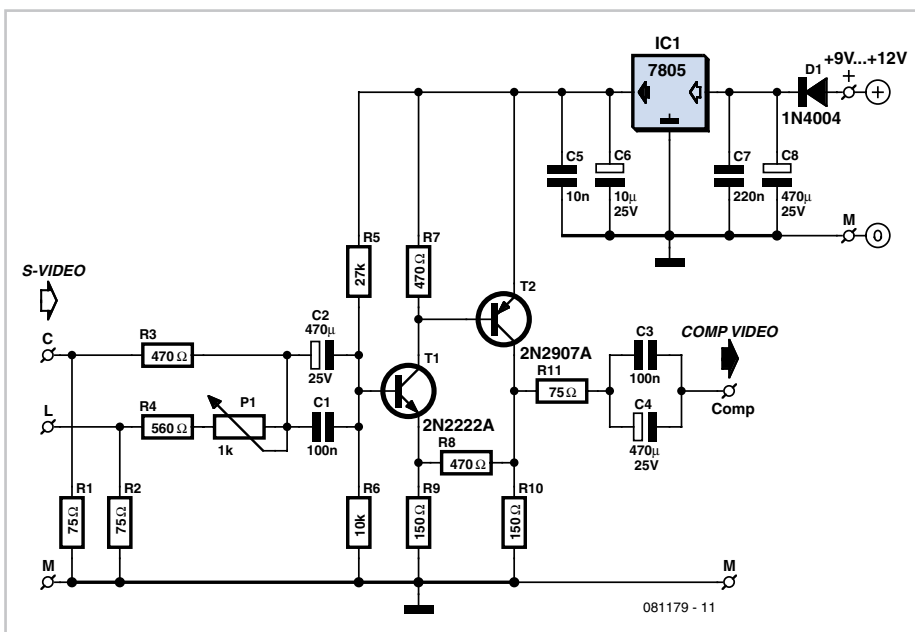 IC1
7805
+9V...+12V
D1
+
1N4004
C5
10n
C6
10µ
25V
C7
220n
C8
470µ
25V
M
0
R5
27k
R7
470Ω
T2
S-VIDEO
C
R3
470Ω
C2
470µ
25V
T1
2N2907A
C3
100n
COMP VIDEO
R11
75Ω
Comp
L
R4
560Ω
P1
1k
C1
100n
2N2222A
R8
470Ω
C4
470µ
25V
R1
75Ω
R2
75Ω
R6
10k
R9
150Ω
R10
150Ω
M
M
081179 - 11